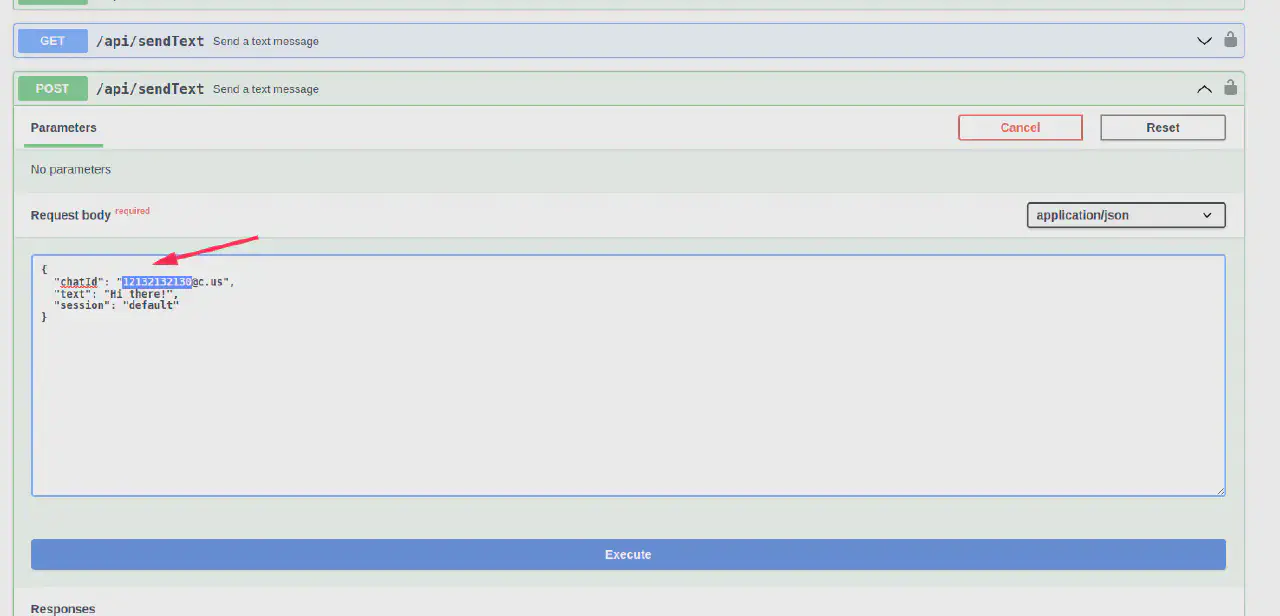 GET /api/sendText Send a text message
POST /api/sendText Send a text message
Parameters
Cancel
Reset
No parameters
Request body required
application/json
{
"chatId": "12132132130@c.us",
"text": "Hi there!",
"session": "default"
}
Execute
Responses